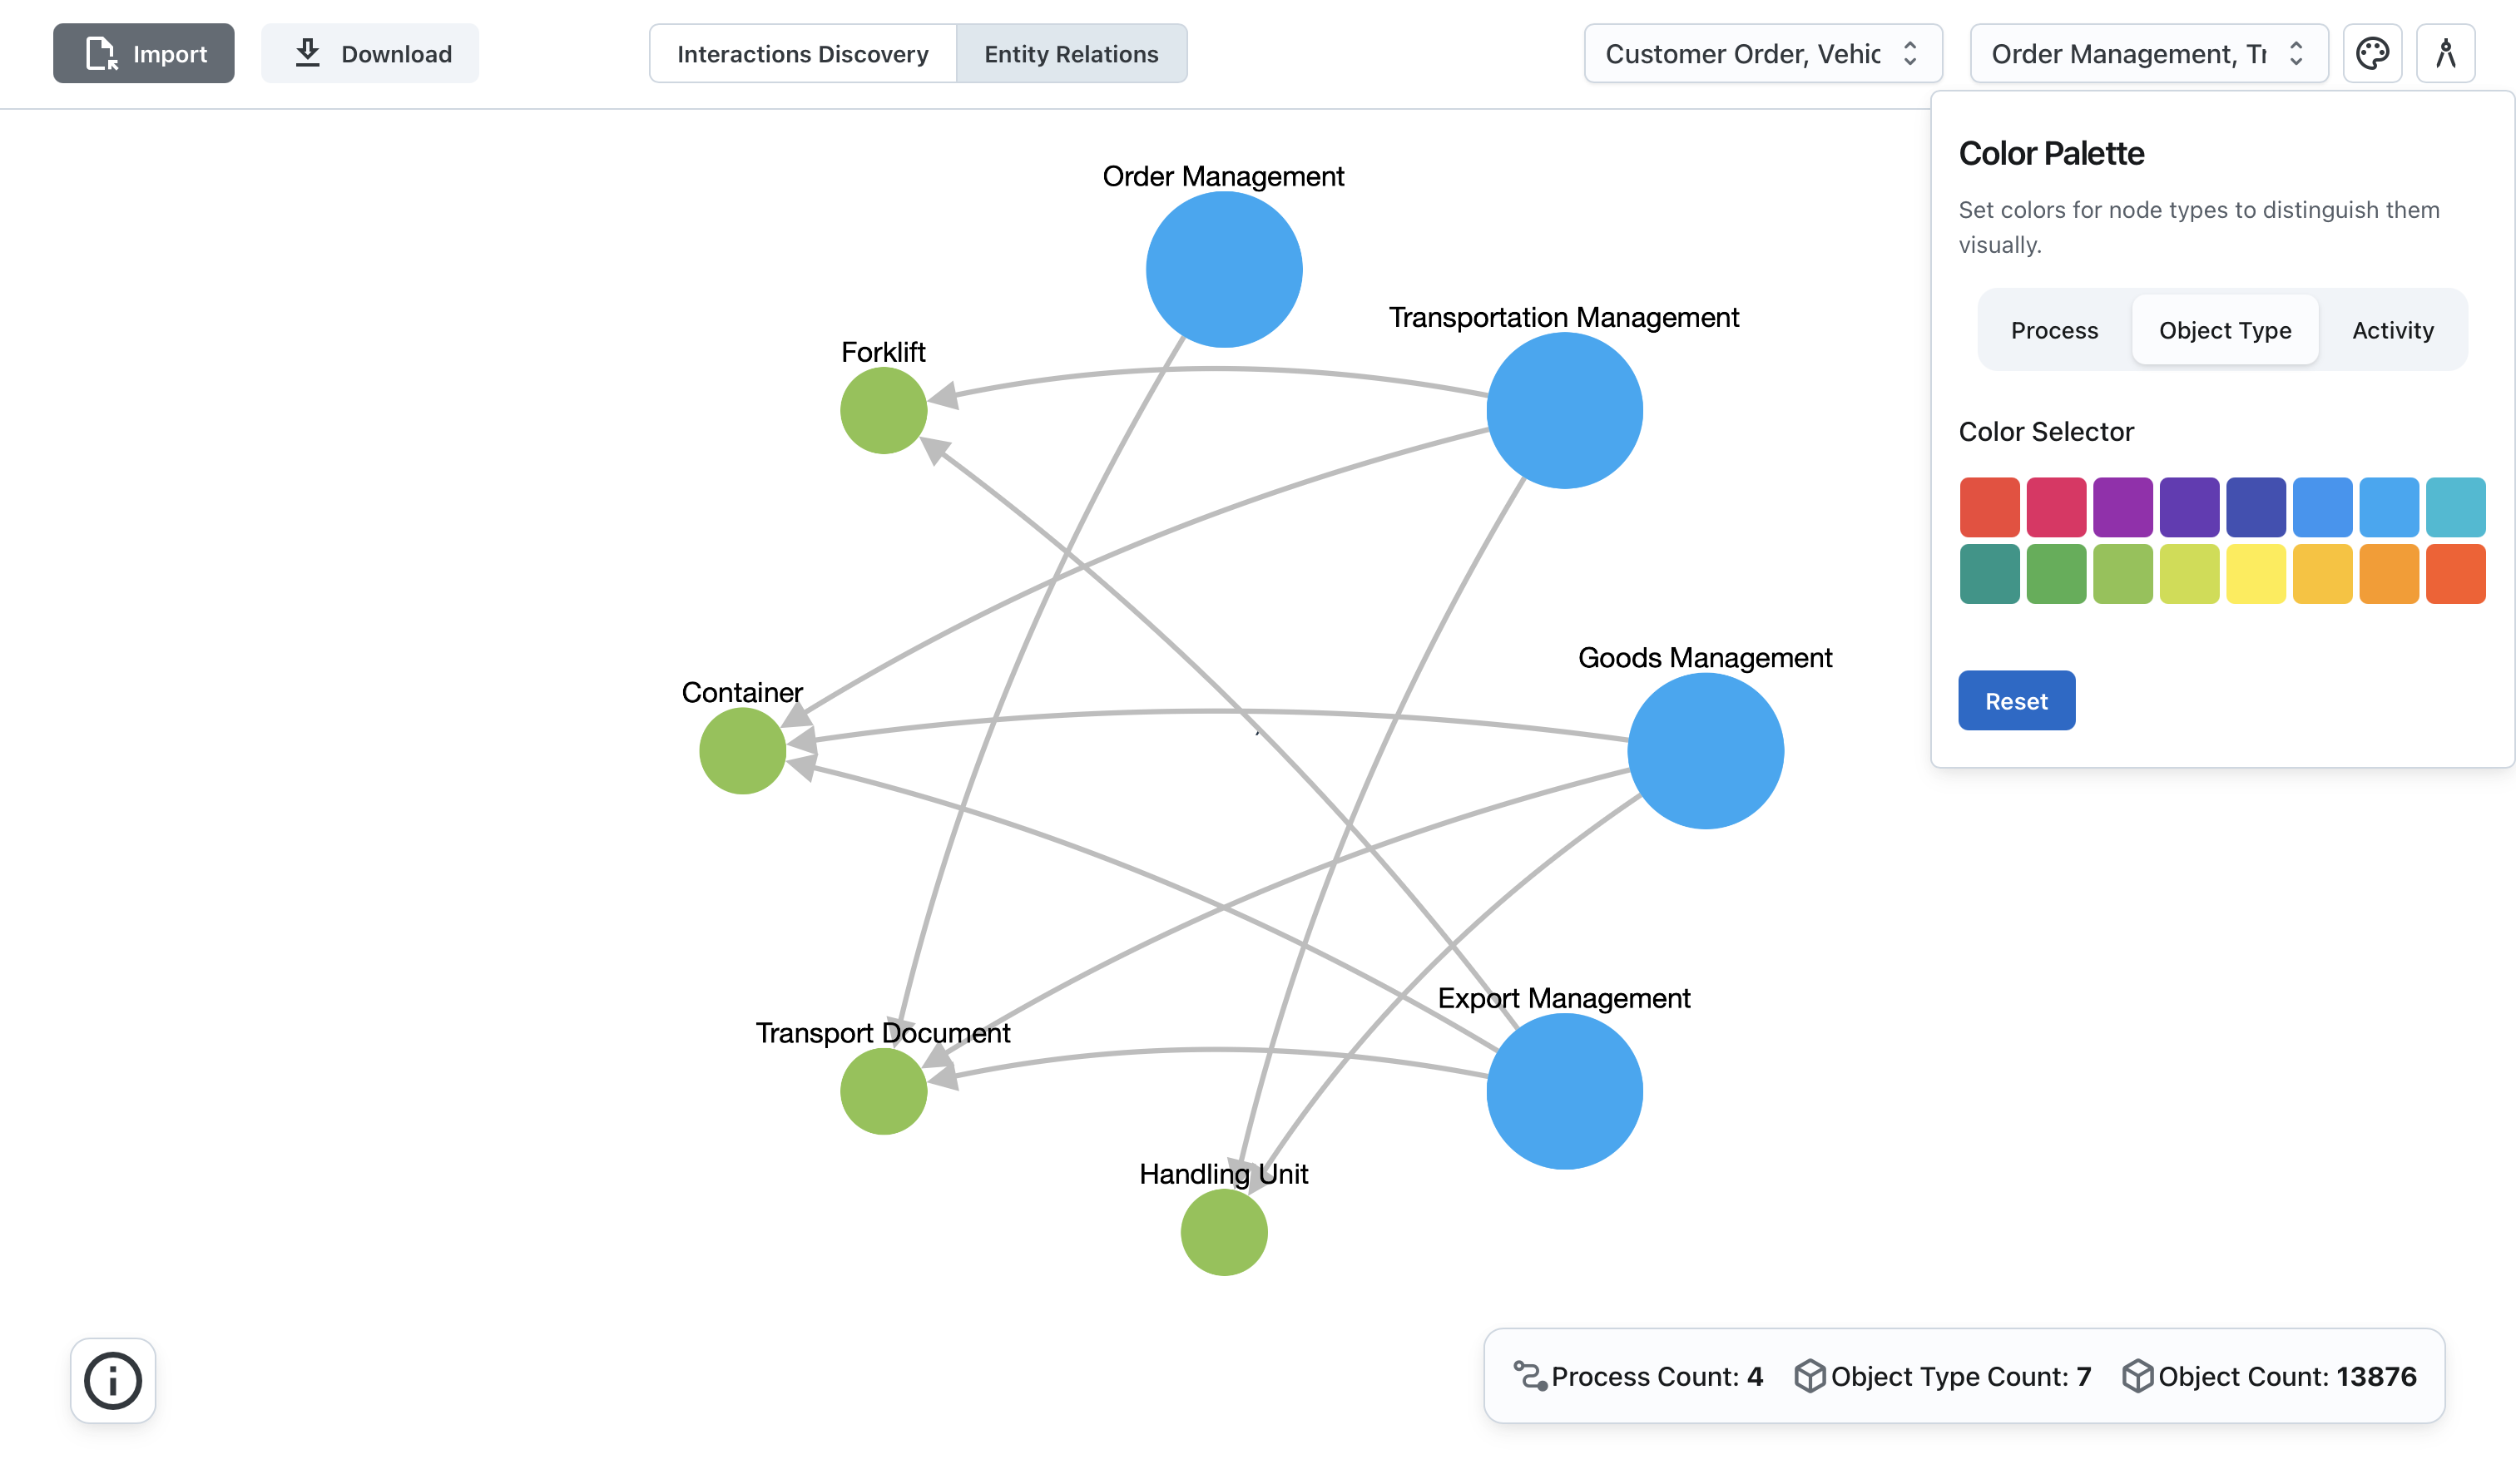 Import
Download
Interactions Discovery
Entity Relations
Customer Order, Vehic
Order Management, Tr
Color Palette
Set colors for node types to distinguish them
visually.
Process
Object Type
Activity
Color Selector
Reset
Order Management
Transportation Management
Forklift
Goods Management
Container
Export Management
Transport Document
Handling Unit
Process Count: 4
Object Type Count: 7
Object Count: 13876